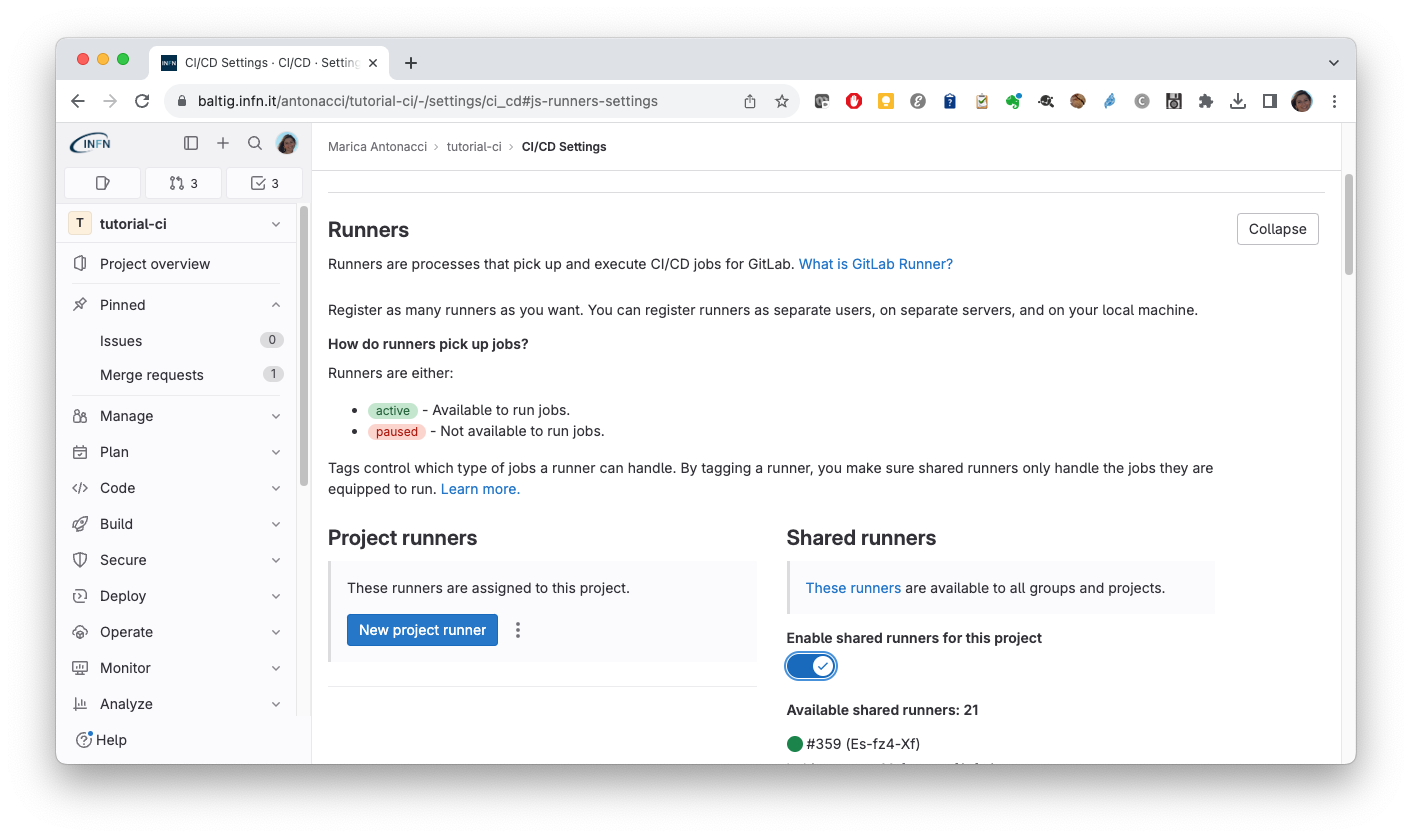 CI/CD Settings · CI/CD · Setting
baltig.infn.it/antonacci/tutorial-ci/-/settings/ci_cd#js-runners-settings
INFN
3
3
T tutorial-ci
Project overview
Pinned
Issues 0
Merge requests 1
Manage
Plan
Code
Build
Secure
Deploy
Operate
Monitor
Analyze
Help
Marica Antonacci › tutorial-ci › CI/CD Settings
Runners
Collapse
Runners are processes that pick up and execute CI/CD jobs for GitLab. What is GitLab Runner?
Register as many runners as you want. You can register runners as separate users, on separate servers, and on your local machine.
How do runners pick up jobs?
Runners are either:
• active - Available to run jobs.
• paused - Not available to run jobs.
Tags control which type of jobs a runner can handle. By tagging a runner, you make sure shared runners only handle the jobs they are
equipped to run. Learn more.
Project runners
These runners are assigned to this project.
New project runner
Shared runners
These runners are available to all groups and projects.
Enable shared runners for this project
Available shared runners: 21
#359 (Es-fz4-Xf)